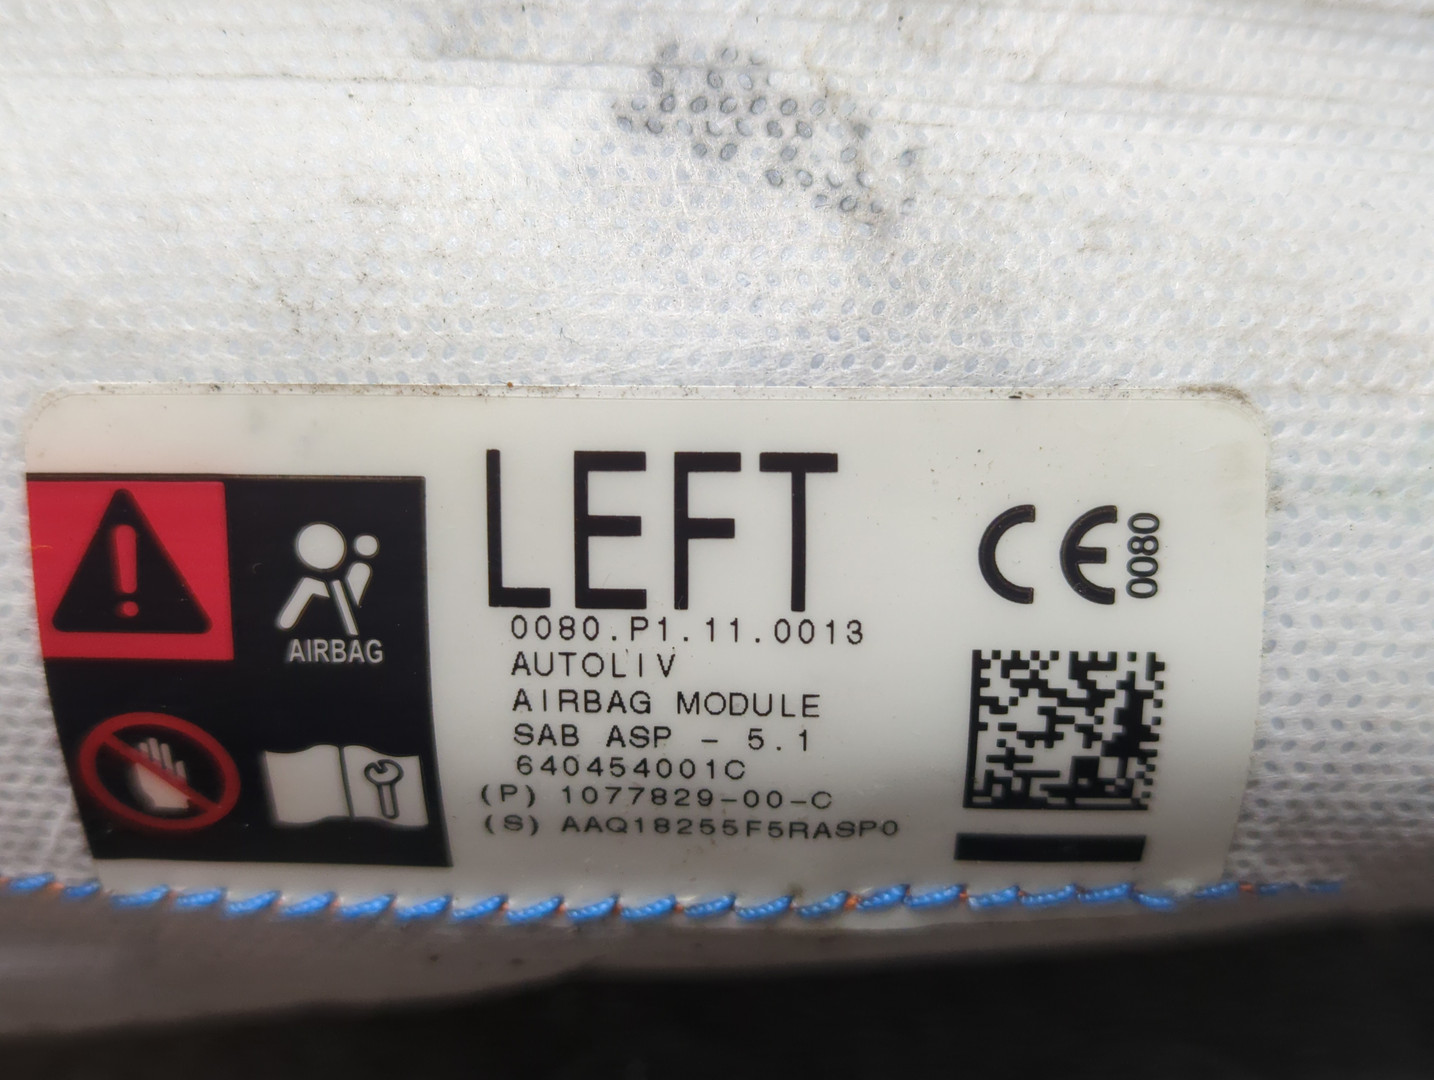 LEFT
0080.P1.11.0013
AUTOLIV
AIRBAG MODULE
SAB ASP - 5.1
640454001C
(P) 1077829-00-C
(S) AAQ18255F5RASP0
AIRBAG
CE 0080